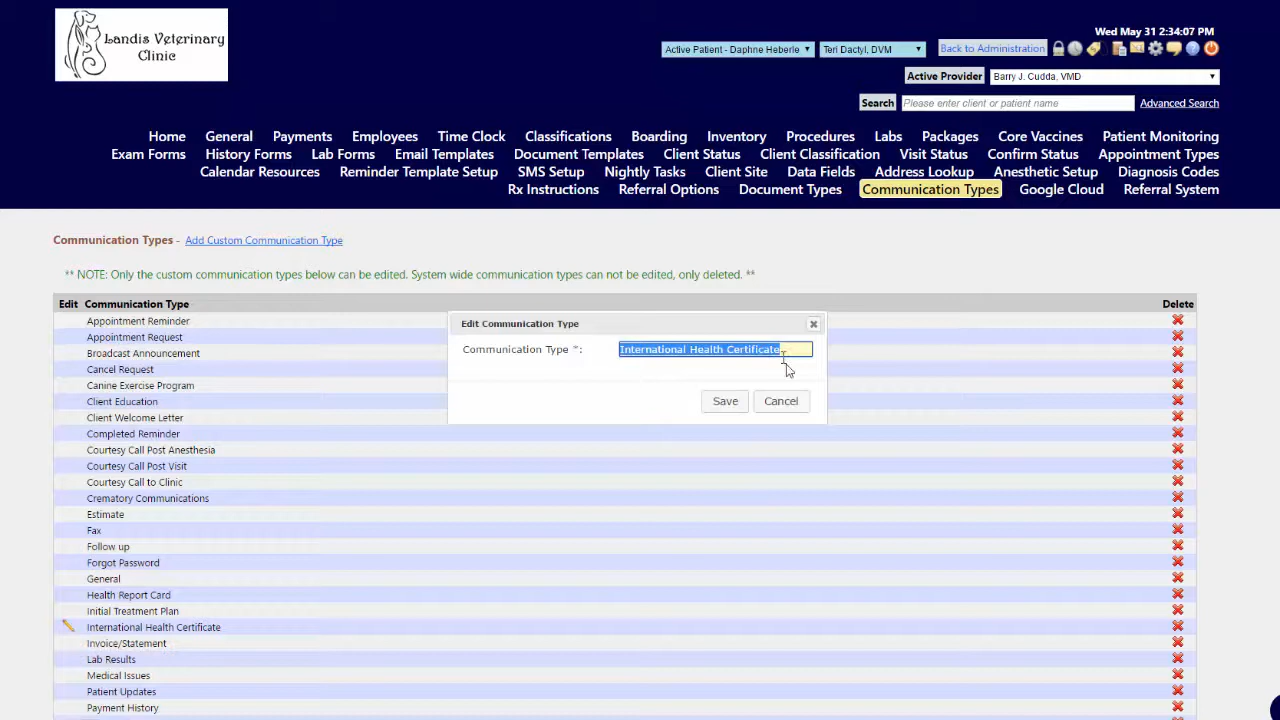 Landis Veterinary
Clinic
Wed May 31 2:34:07 PM
Active Patient - Daphne Heberle
Teri Dactyl, DVM
Back to Administration
Active Provider
Barry J. Cudda, VMD
Search
Please enter client or patient name
Advanced Search
Home General Payments Employees Time Clock Classifications Boarding Inventory Procedures Labs Packages Core Vaccines Patient Monitoring
Exam Forms History Forms Lab Forms Email Templates Document Templates Client Status Client Classification Visit Status Confirm Status Appointment Types
Calendar Resources Reminder Template Setup SMS Setup Nightly Tasks Client Site Data Fields Address Lookup Anesthetic Setup Diagnosis Codes
Rx Instructions Referral Options Document Types Communication Types Google Cloud Referral System
Communication Types - Add Custom Communication Type
** NOTE: Only the custom communication types below can be edited. System wide communication types can not be edited, only deleted. **
Edit Communication Type Delete
Appointment Reminder
Appointment Request
Broadcast Announcement
Cancel Request
Canine Exercise Program
Client Education
Client Welcome Letter
Completed Reminder
Courtesy Call Post Anesthesia
Courtesy Call Post Visit
Courtesy Call to Clinic
Crematory Communications
Estimate
Fax
Follow up
Forgot Password
General
Health Report Card
Initial Treatment Plan
International Health Certificate
Invoice/Statement
Lab Results
Medical Issues
Patient Updates
Payment History
Edit Communication Type
Communication Type *: International Health Certificate
Save Cancel